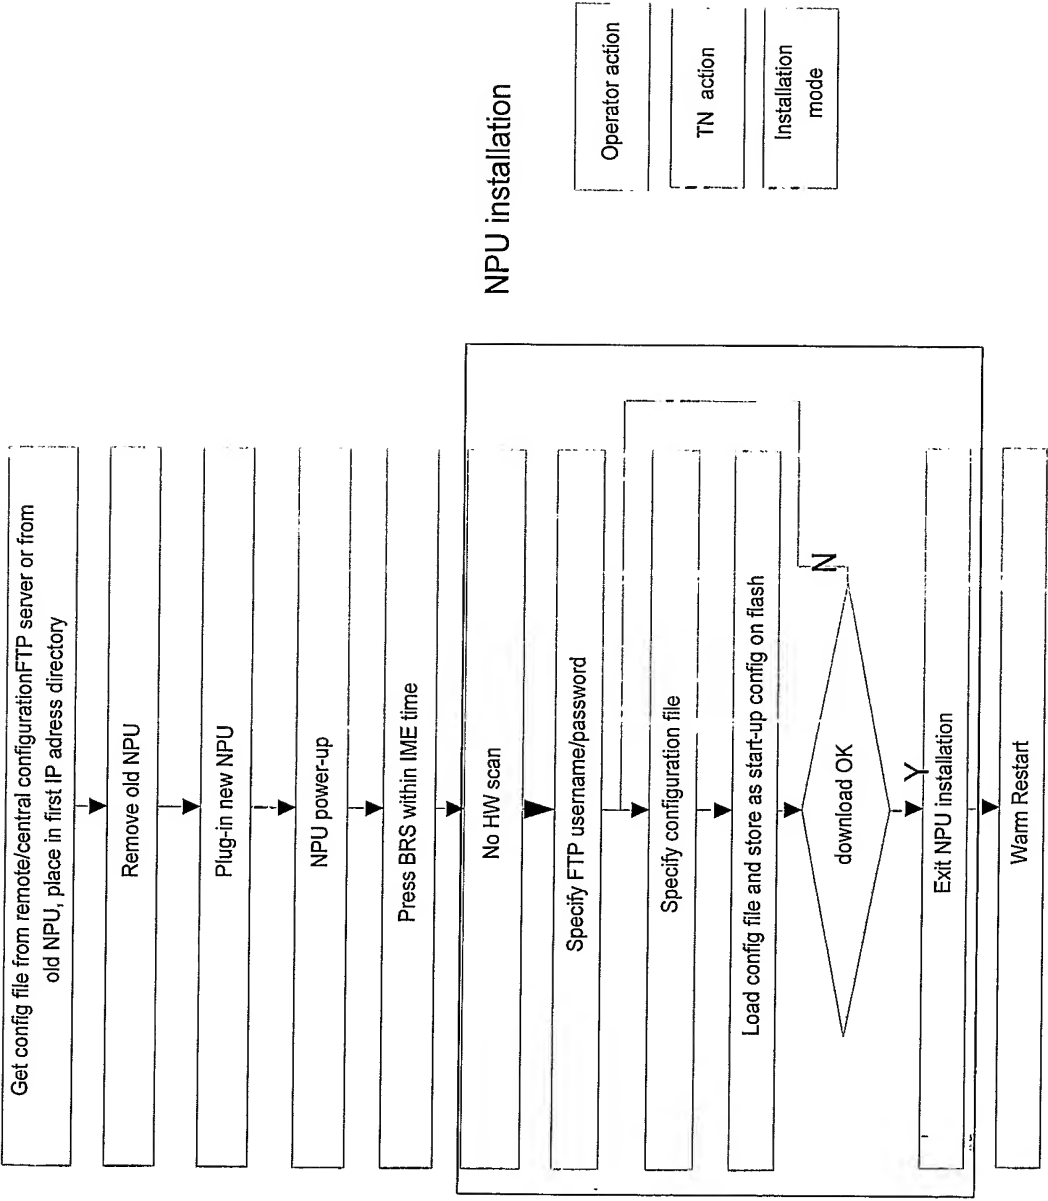 Get config file from remote/central configurationFTP server or from
old NPU, place in first IP adress directory
Remove old NPU
Plug-in new NPU
NPU power-up
Press BRS within IME time
No HW scan
Specify FTP username/password
Specify configuration file
Load config file and store as start-up config on flash
download OK
N
Y
Exit NPU installation
Warm Restart
NPU installation
Operator action
TN action
Installation
mode